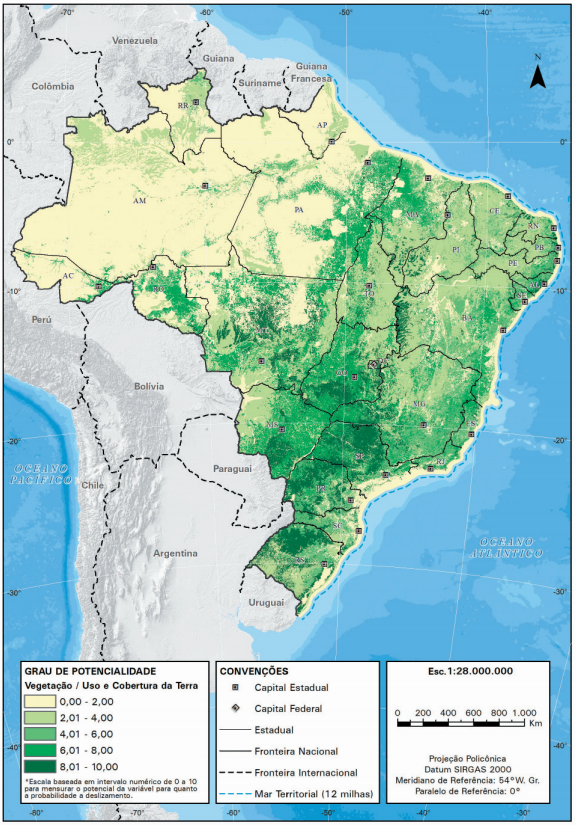 -70°
-60°
-50°
-40°
Venezuela
Guiana
Guiana
Francesa
Suriname
Colômbia
N
RR
AP
0°
0°
AM
PA
MA
CE
RN
PB
PE
PI
AC
RO
TO
BA
-10°
-10°
Perú
MT
GO
Bolívia
MG
ES
MS
-20°
-20°
SP
RJ
OCEANO
PACÍFICO
Paraguai
Chile
PR
SC
OCEANO
ATLÂNTICO
Argentina
RS
-30°
-30°
Uruguai
GRAU DE POTENCIALIDADE
Vegetação / Uso e Cobertura da Terra
0,00 - 2,00
2,01 - 4,00
4,01 - 6,00
6,01 - 8,00
8,01 - 10,00
*Escala baseada em intervalo numérico de 0 a 10
para mensurar o potencial da variável para quanto
a probabilidade a deslizamento.
CONVENÇÕES
Capital Estadual
Capital Federal
Estadual
Fronteira Nacional
Fronteira Internacional
Mar Territorial (12 milhas)
Esc.1:28.000.000
0 200 400 600 800 1.000
Km
Projeção Policônica
Datum SIRGAS 2000
Meridiano de Referência: 54°W. Gr.
Paralelo de Referência: 0°
-40°
-40°
-80°
-70°
-60°
-50°
-40°
-30°